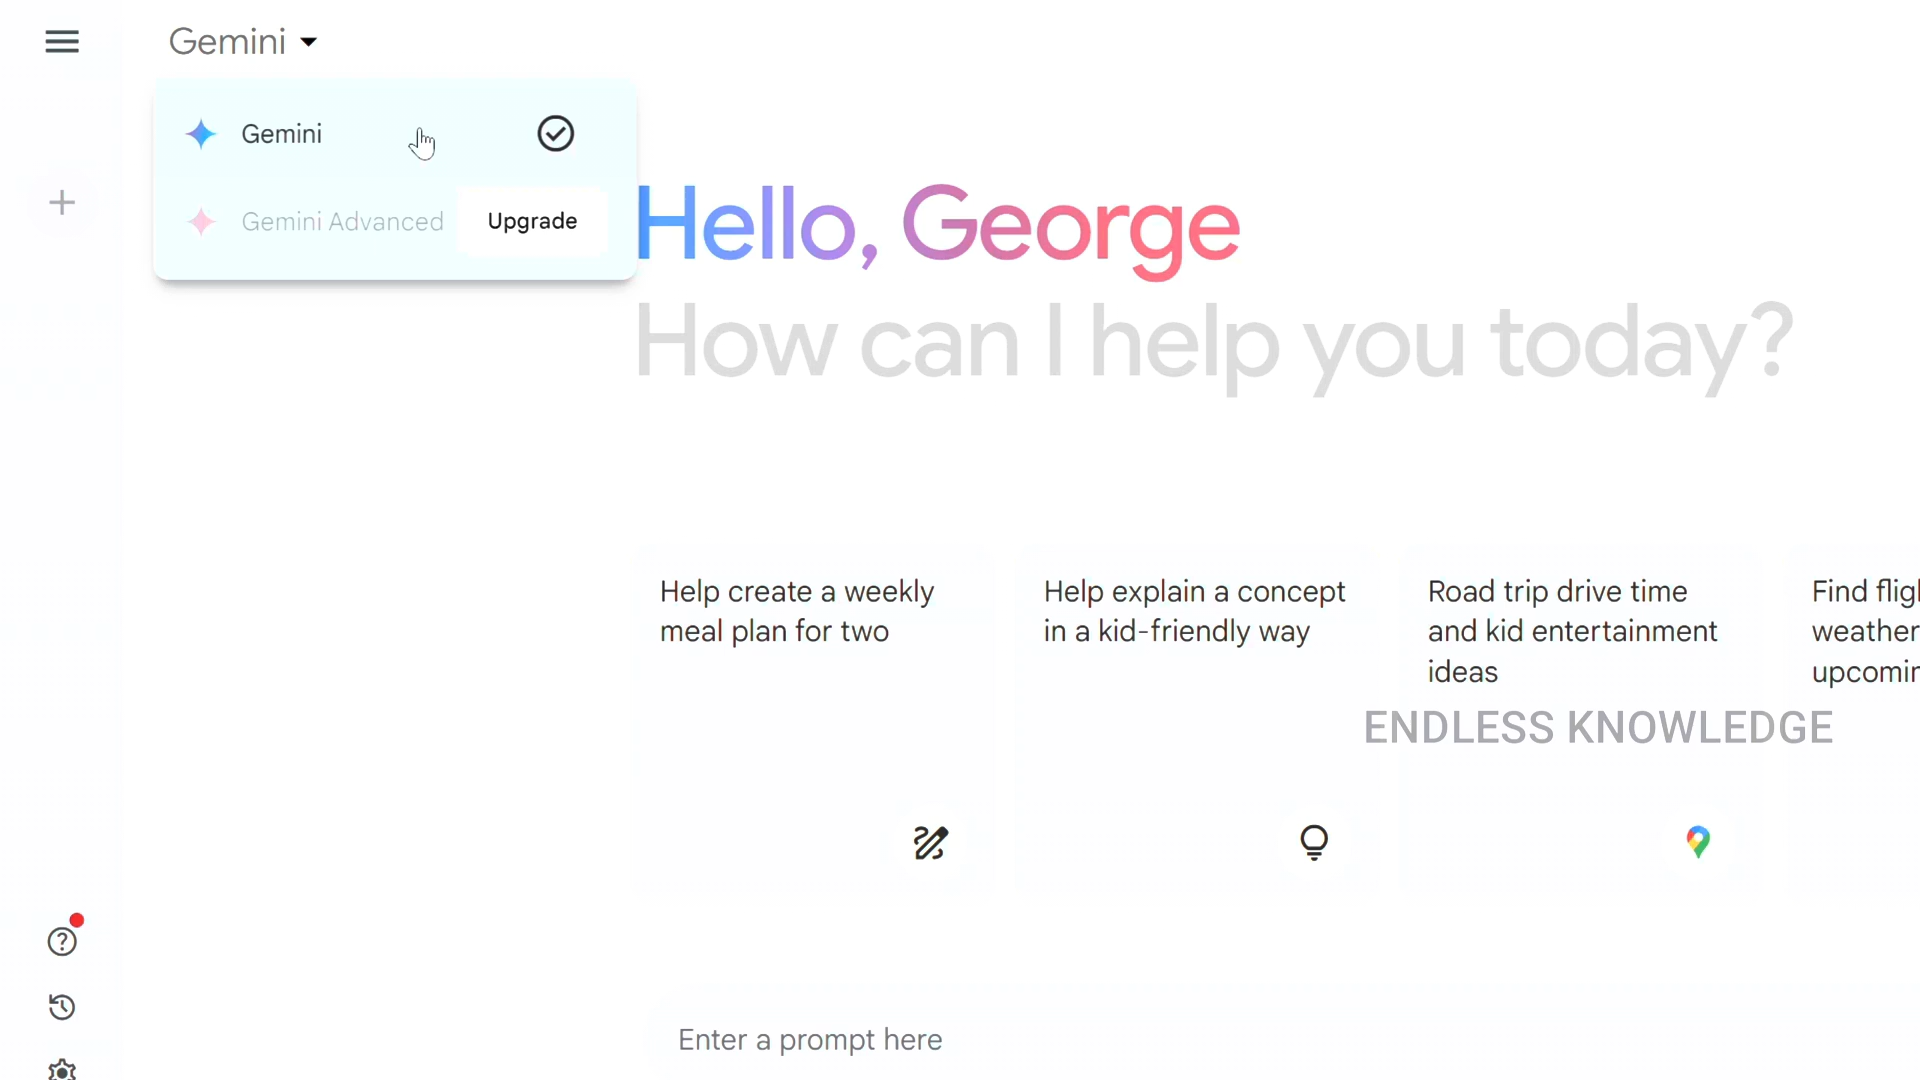 Gemini
Gemini
Gemini Advanced
Upgrade
Hello, George
How can I help you today?
Help create a weekly
meal plan for two
Help explain a concept
in a kid-friendly way
Road trip drive time
and kid entertainment
ideas
Find
weather
ENDLESS KNOWLEDGE
Enter a prompt here